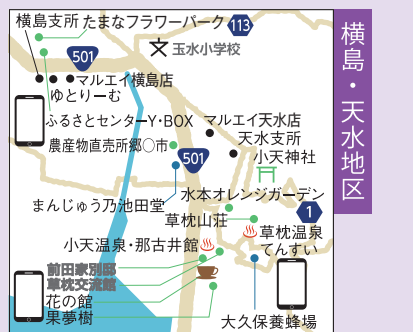 横島・天水地区
横島支所
たまなフラワーパーク
113
玉水小学校
501
マルエイ横島店
ゆとりーむ
ふるさとセンターY・BOX
マルエイ天水店
農産物直売所郷〇市
天水支所
501
小天神社
まんじゅう乃池田堂
水本オレンジガーデン
草枕山荘
1
草枕温泉
てんすい
小天温泉・那古井館
前田家別邸
草枕交流館
花の館
果夢樹
大久保養蜂場